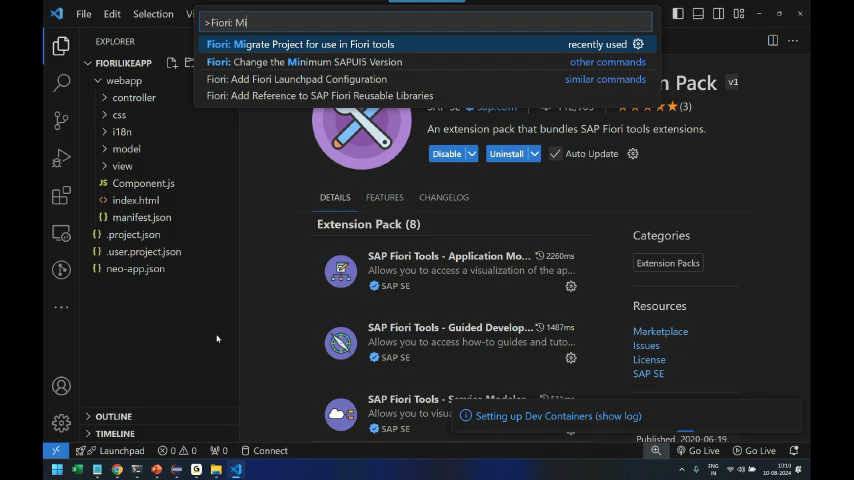 File Edit Selection Vi
>Fiori: Mi
Fiori: Migrate Project for use in Fiori tools recently used
Fiori: Change the Minimum SAPUI5 Version other commands
Fiori: Add Fiori Launchpad Configuration similar commands
Fiori: Add Reference to SAP Fiori Reusable Libraries
EXPLORER
FIORILIKEAPP
webapp
controller
css
i18n
model
view
JS Component.js
<> index.html
{} manifest.json
{} .project.json
{} .user.project.json
{} neo-app.json
OUTLINE
TIMELINE
n Pack v1
(3)
An extension pack that bundles SAP Fiori tools extensions.
Disable Uninstall Auto Update
DETAILS FEATURES CHANGELOG
Extension Pack (8)
SAP Fiori Tools - Application Mo... 2260ms
Allows you to access a visualization of the ap...
SAP SE
SAP Fiori Tools - Guided Develop... 1487ms
Allows you to access how-to guides and tuto...
SAP SE
SAP Fiori Tools - Service Modeler
Allows you to visu
Categories
Extension Packs
Resources
Marketplace
Issues
License
SAP SE
Published 2020-06-19,
Setting up Dev Containers (show log)
Launchpad 0 0 0 Connect Go Live Go Live
ENG
IN
10:10
10-08-2024